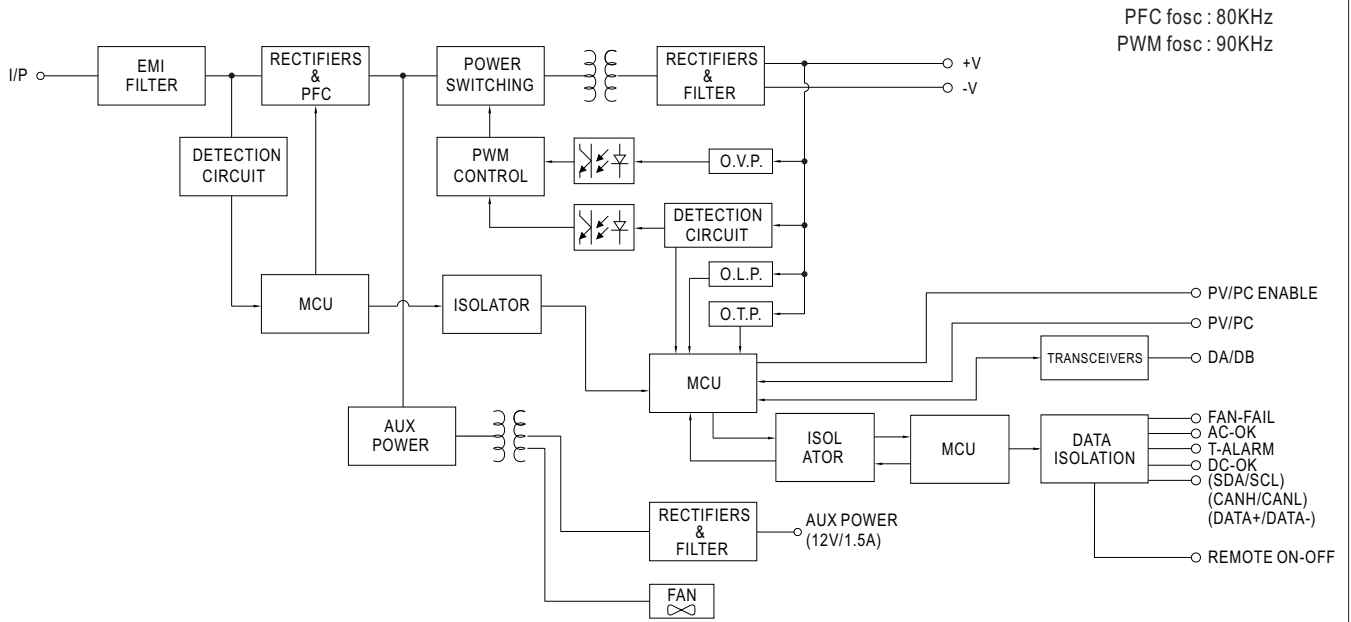 PFC fosc : 80KHz
PWM fosc : 90KHz
I/P
EMI
FILTER
RECTIFIERS
&
PFC
POWER
SWITCHING
RECTIFIERS
&
FILTER
+V
-V
DETECTION
CIRCUIT
PWM
CONTROL
O.V.P.
DETECTION
CIRCUIT
O.L.P.
O.T.P.
MCU
ISOLATOR
MCU
PV/PC ENABLE
PV/PC
TRANSCEIVERS
DA/DB
AUX
POWER
ISOL
ATOR
MCU
DATA
ISOLATION
FAN-FAIL
AC-OK
T-ALARM
DC-OK
(SDA/SCL)
(CANH/CANL)
(DATA+/DATA-)
REMOTE ON-OFF
RECTIFIERS
&
FILTER
AUX POWER
(12V/1.5A)
FAN